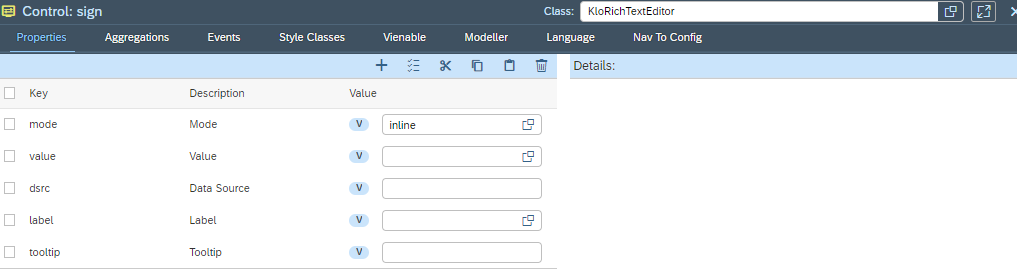 Control: sign Class: KloRichTextEditor
Properties Aggregations Events Style Classes Vienable Modeller Language Nav To Config
Details:
Key Description Value
mode Mode V inline
value Value V
dsrc Data Source V
label Label V
tooltip Tooltip V